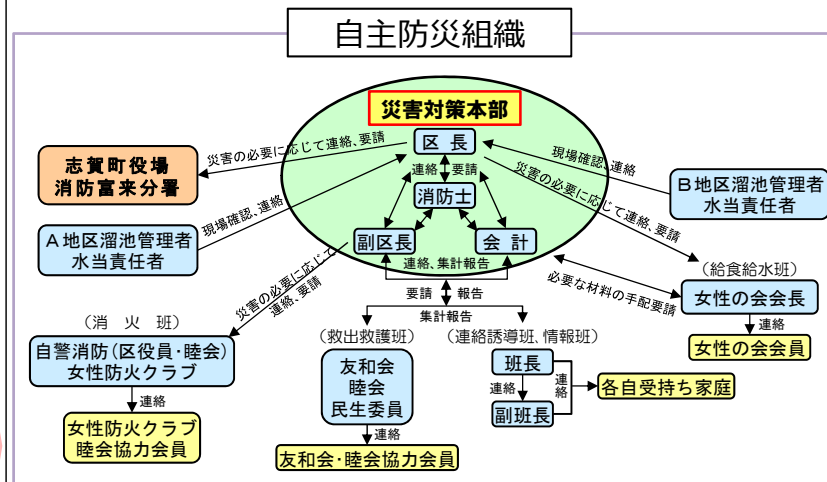 自主防災組織
災害対策本部
区長
連絡 要請
消防士
副区長
会計
連絡、集計報告
災害の必要に応じて連絡、要請
志賀町役場
消防富来分署
現場確認、連絡
A地区溜池管理者
水当責任者
現場確認、連絡
B地区溜池管理者
水当責任者
災害の必要に応じて連絡、要請
(給食給水班)
女性の会会長
連絡
女性の会会員
必要な材料の手配要請
災害の必要に応じて
連絡、要請
要請 報告
集計報告
(消火班)
自警消防(区役員・睦会)
女性防火クラブ
連絡
女性防火クラブ
睦会協力会員
(救出救護班)
友和会
睦会
民生委員
連絡
友和会・睦会協力会員
(連絡誘導班、情報班)
班長
連絡
副班長
連絡
各自受持ち家庭